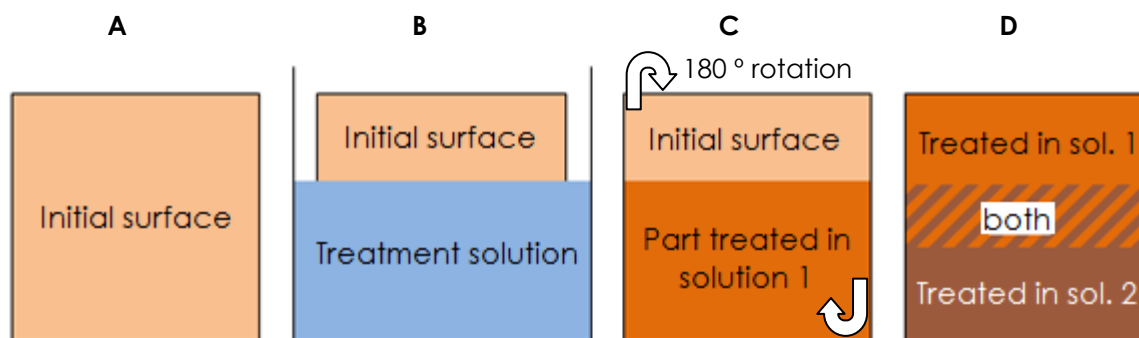 A
B
C
D
180 º rotation
Initial surface
Initial surface
Treatment solution
Initial surface
Part treated in
solution 1
Treated in sol. 1
both
Treated in sol. 2